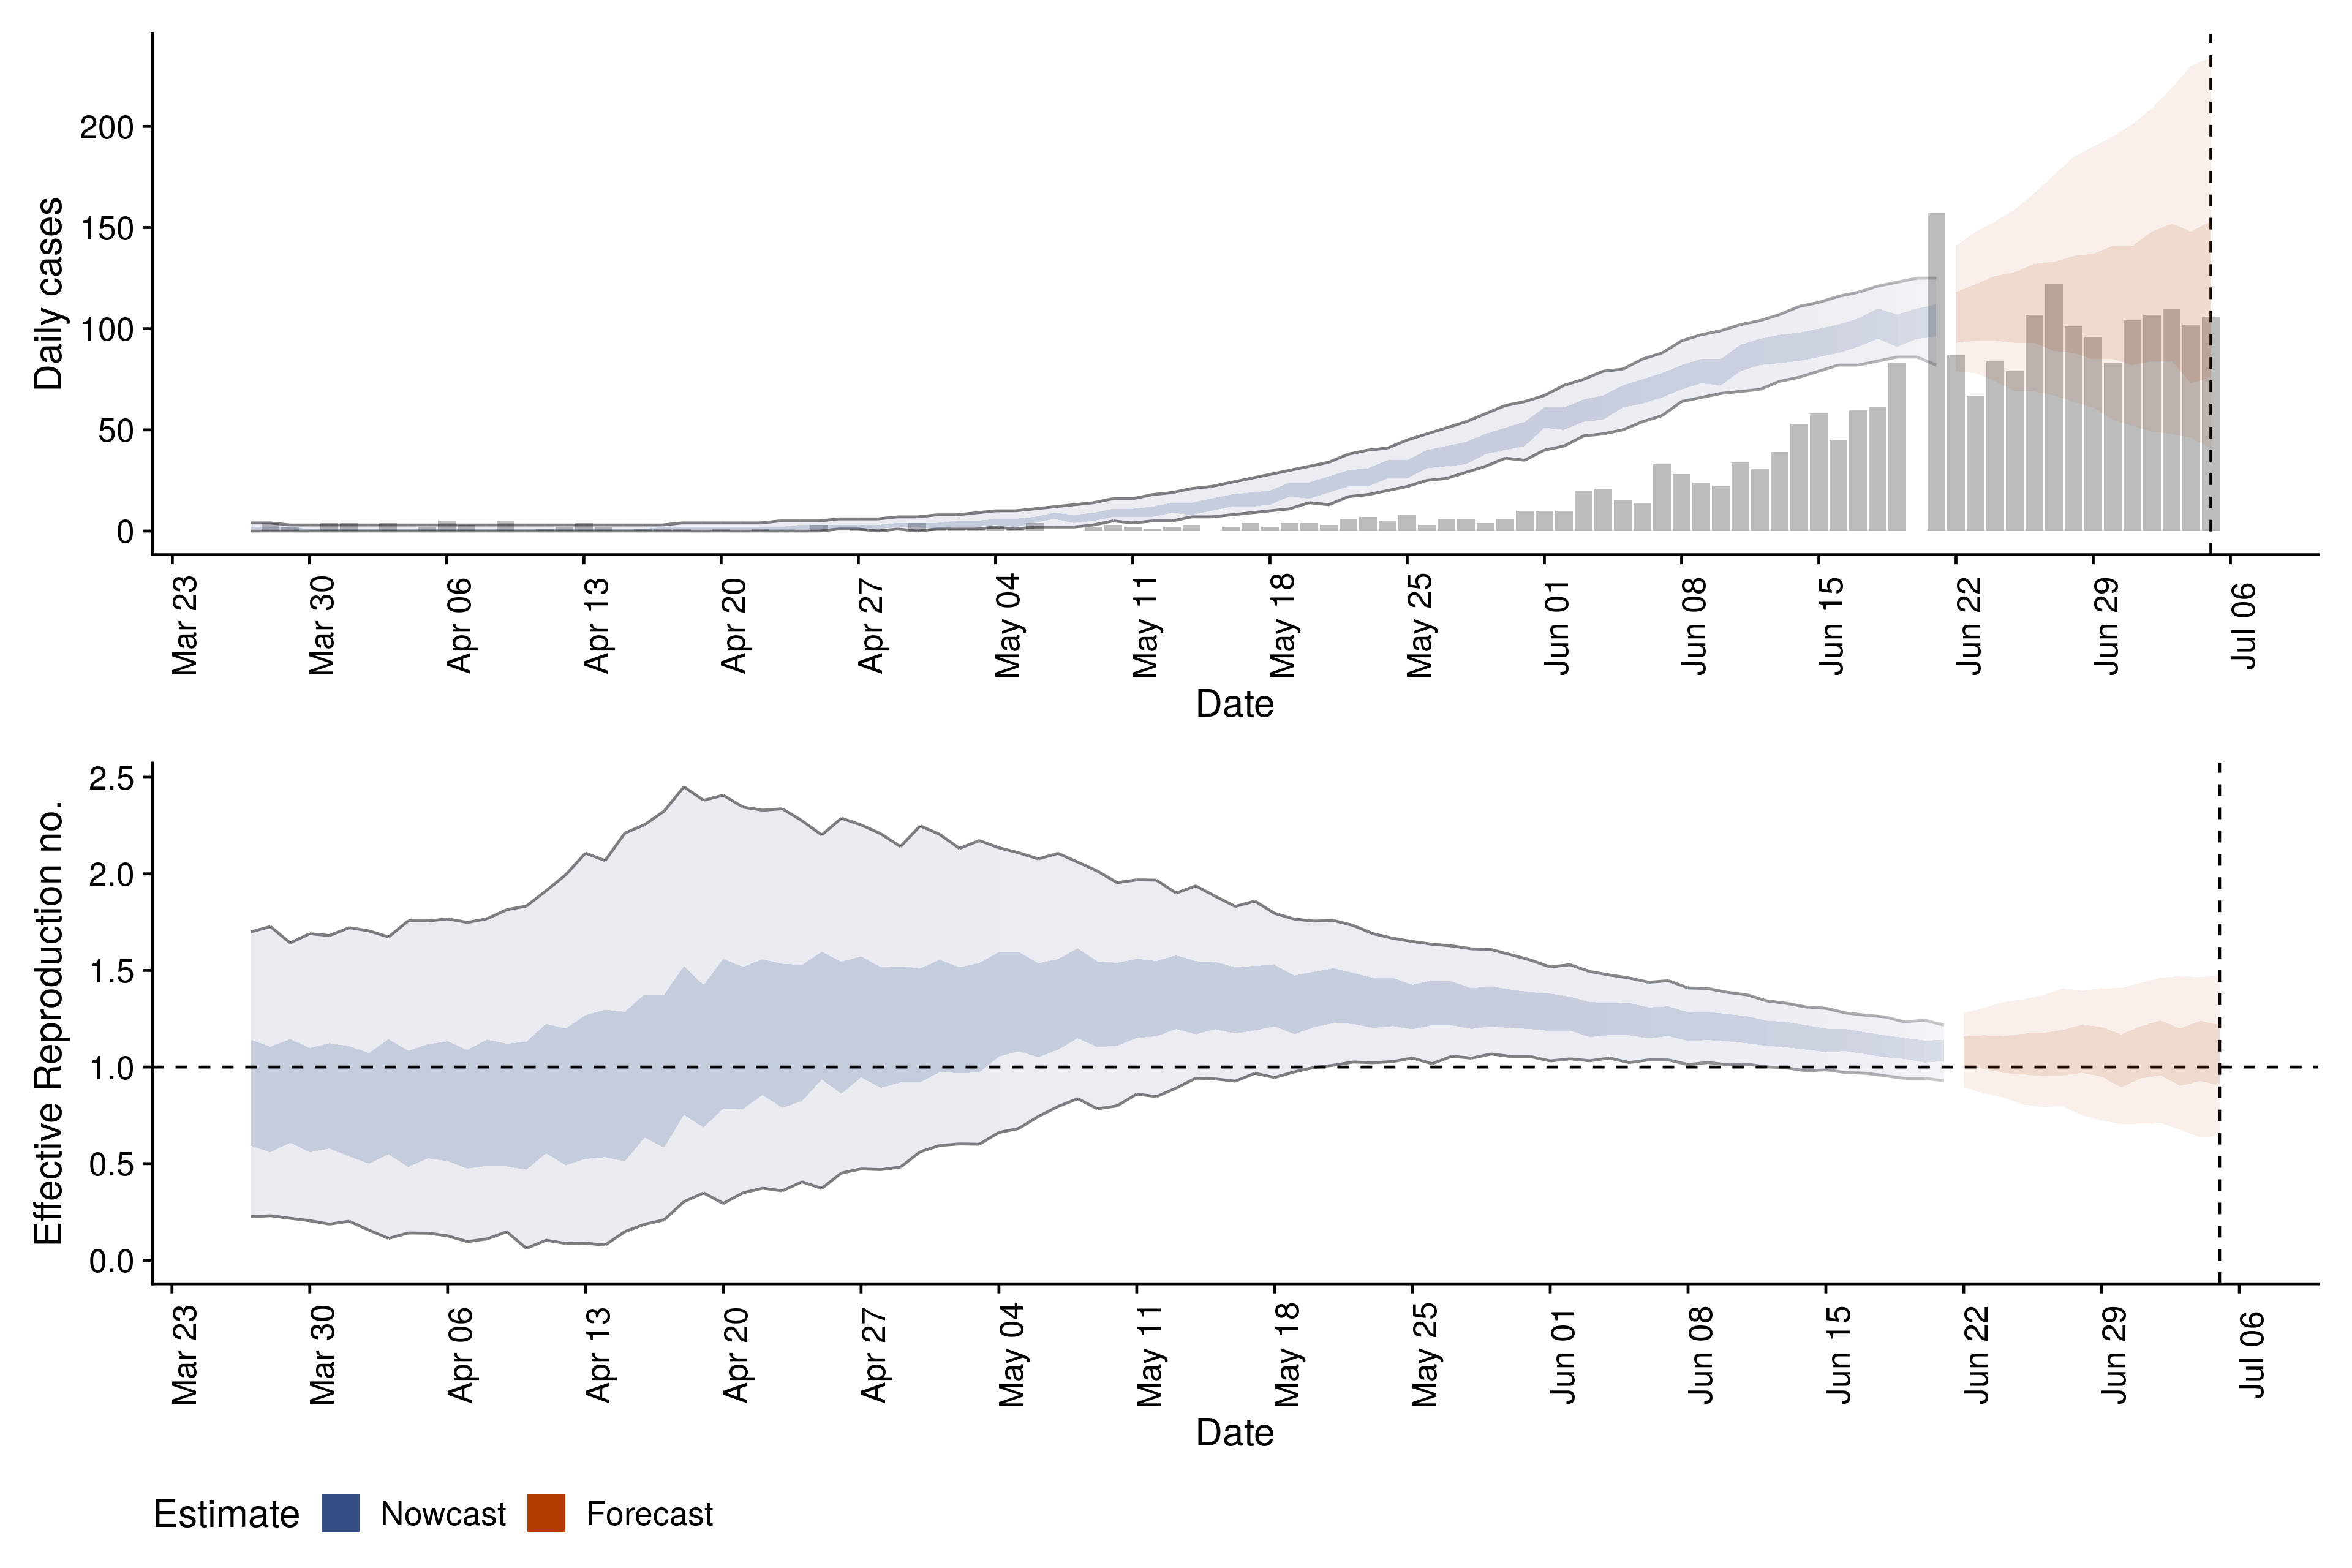 Daily cases
200
150
100
50
0
Mar 23
Mar 30
Apr 06
Apr 13
Apr 20
Apr 27
May 04
May 11
May 18
May 25
Jun 01
Jun 08
Jun 15
Jun 22
Jun 29
Jul 06
Date
Effective Reproduction no.
2.5
2.0
1.5
1.0
0.5
0.0
Mar 23
Mar 30
Apr 06
Apr 13
Apr 20
Apr 27
May 04
May 11
May 18
May 25
Jun 01
Jun 08
Jun 15
Jun 22
Jun 29
Jul 06
Date
Estimate Nowcast Forecast